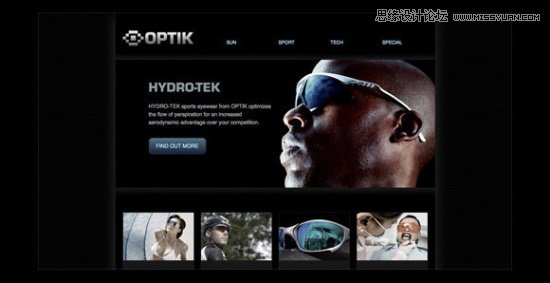 思缘设计论坛 WWW.MISSYUAN.COM
OPTIK
SUN SPORT TECH SPECIAL
HYDRO-TEK
HYDRO-TEK sports eyewear from OPTIK optimizes
the flow of perspiration for an increased
aerodynamic advantage over your competition.
FIND OUT MORE